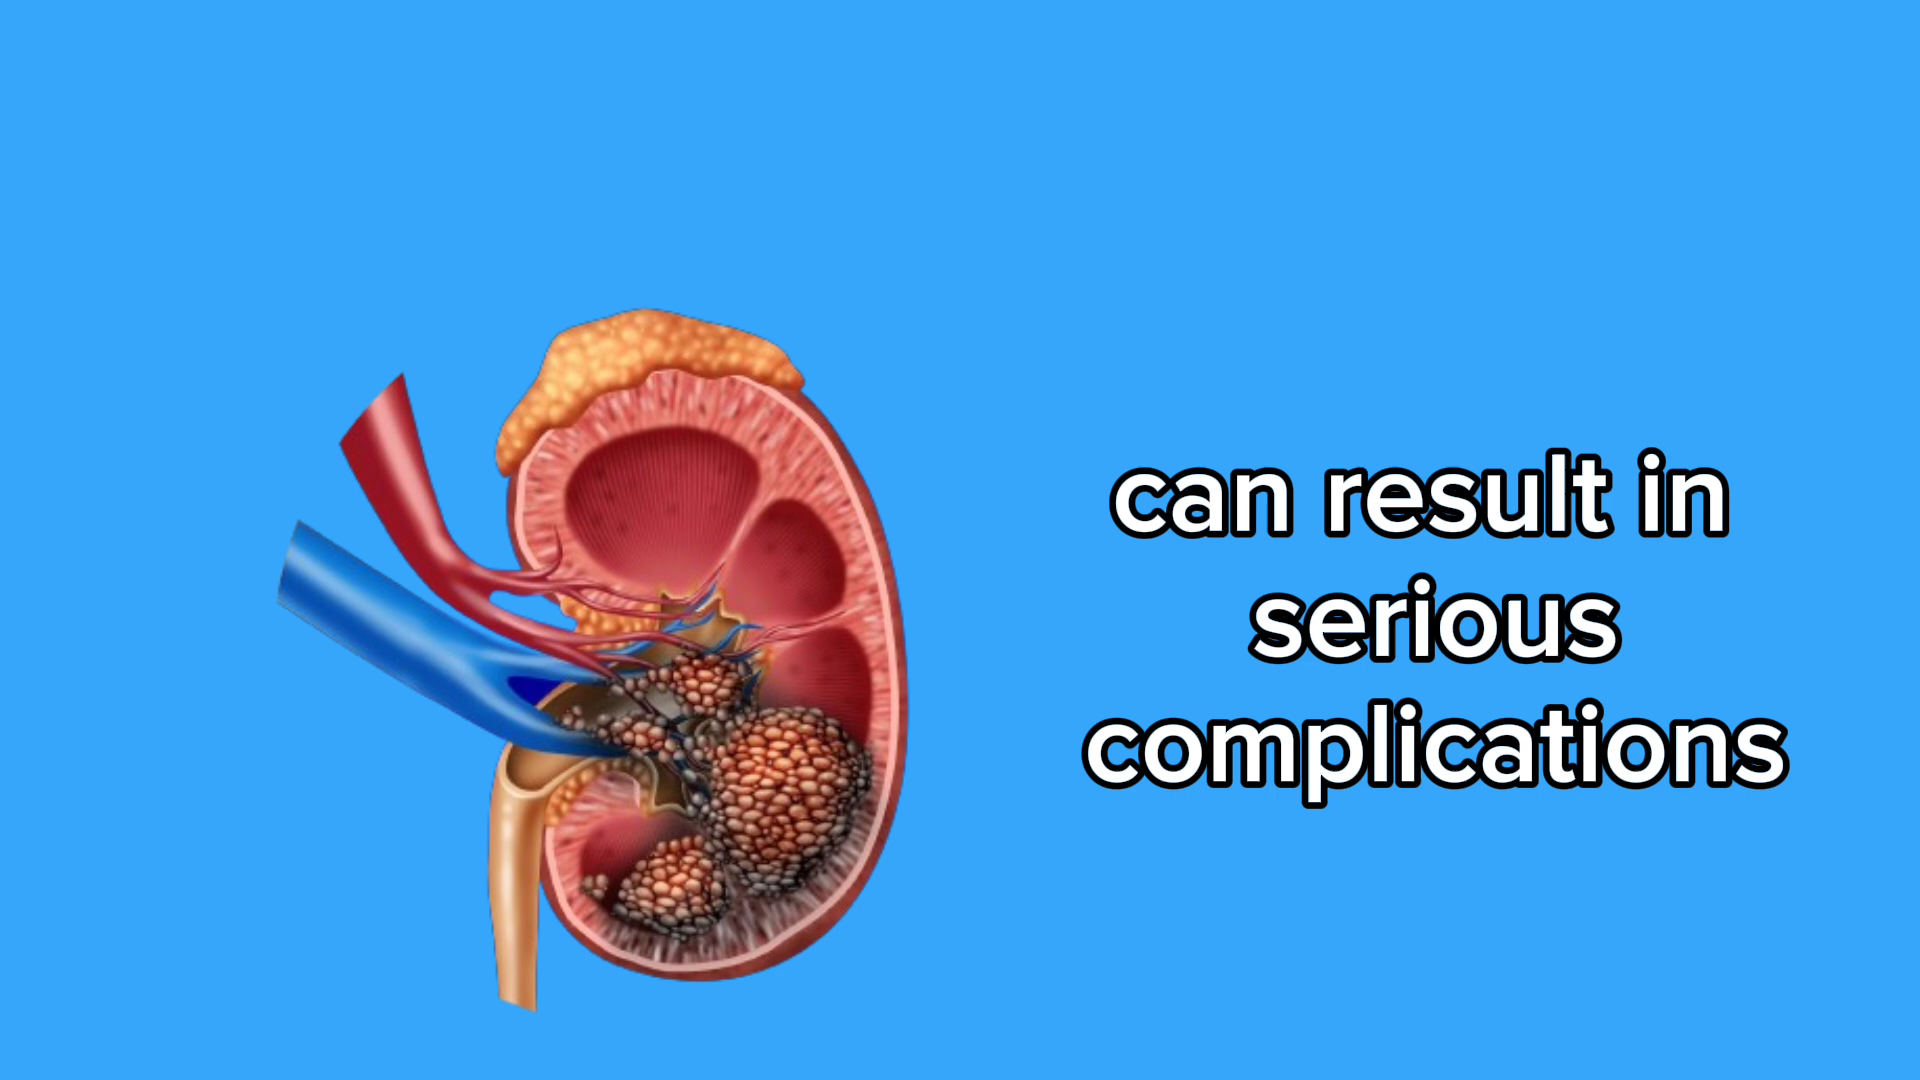 can result in
serious
complications